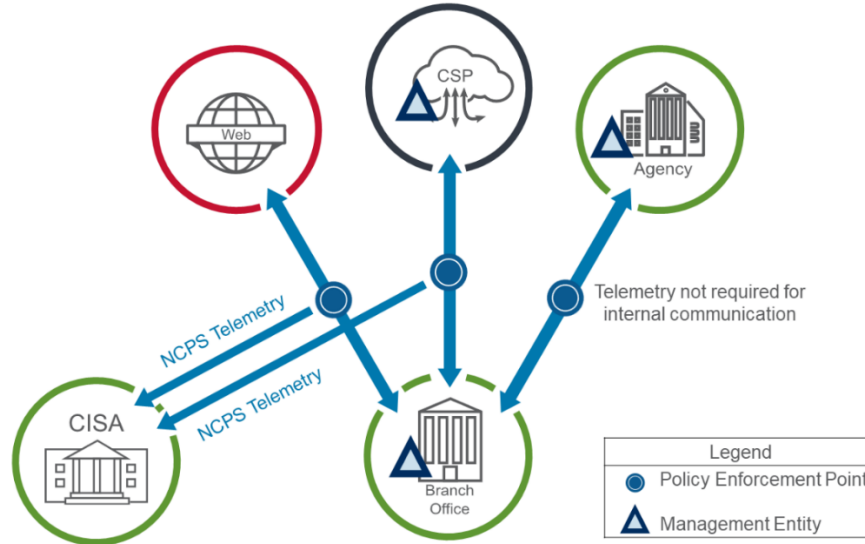 CSP
Web
Agency
Telemetry not required for
internal communication
NCPS Telemetry
NCPS Telemetry
CISA
Branch
Office
Legend
Policy Enforcement Point
Management Entity